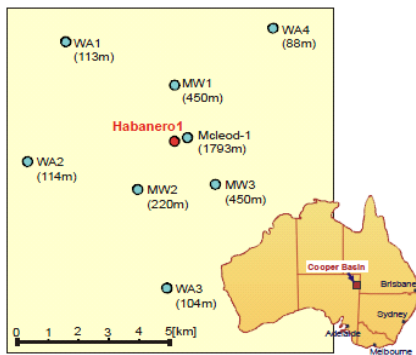 WA4
(88m)
WA1
(113m)
MW1
(450m)
Habanero1
Mcleod-1
(1793m)
WA2
(114m)
MW2
(220m)
MW3
(450m)
WA3
(104m)
0 1 2 3 4 5[km]
Cooper Basin
Brisbane
Sydney
Adelaide
Melbourne